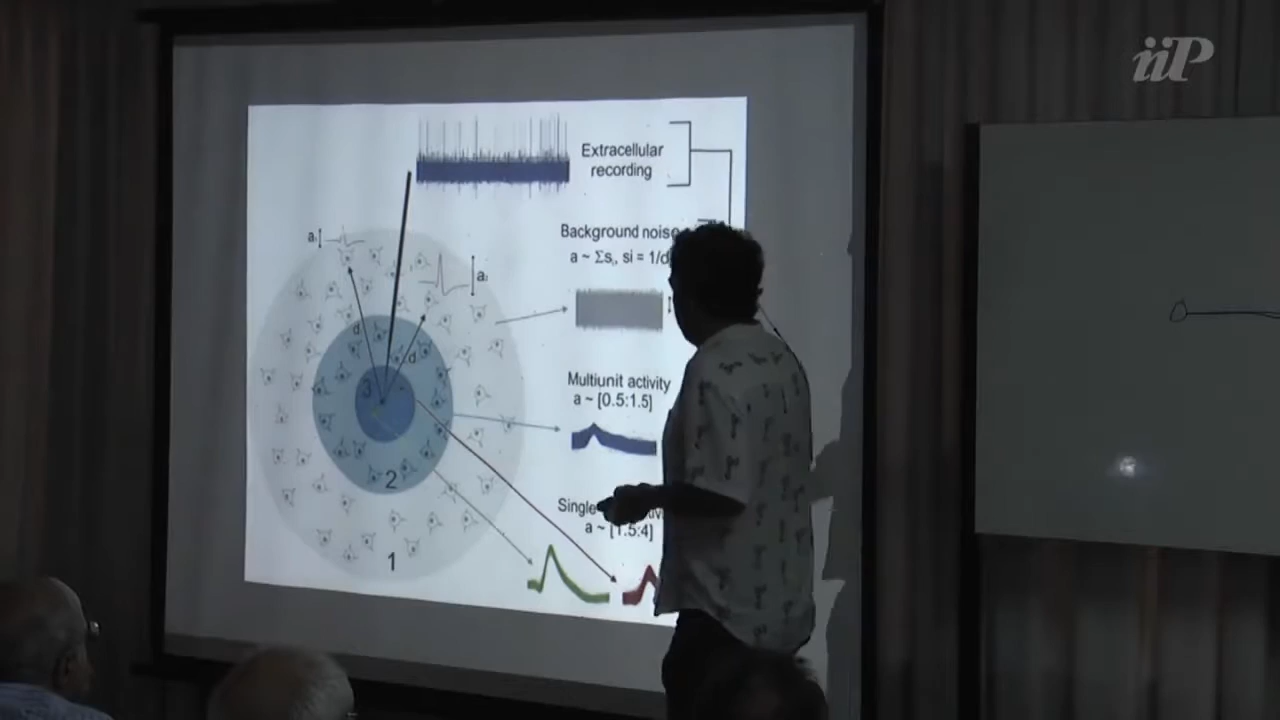 iiP
Extracellular
recording
Background noise
a ~ Σsᵢ, si = 1/d
a₁
a₂
d
d
3
Multiunit activity
a ~ [0.5:1.5]
2
Single
a ~ [1.5:4]
1